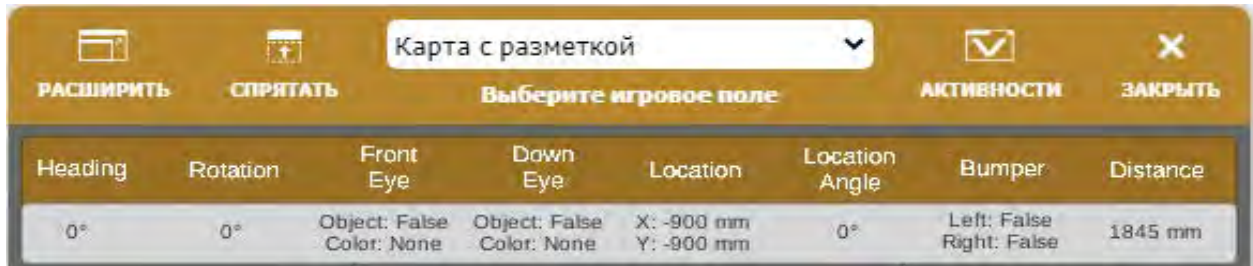 Карта с разметкой
РАСШИРИТЬ
СПРЯТАТЬ
Выберите игровое поле
АКТИВНОСТИ
ЗАКРЫТЬ
Heading
Rotation
Front
Eye
Down
Eye
Location
Location
Angle
Bumper
Distance
0°
0°
Object: False
Color: None
Object: False
Color: None
X: -900 mm
Y: -900 mm
0°
Left: False
Right: False
1845 mm